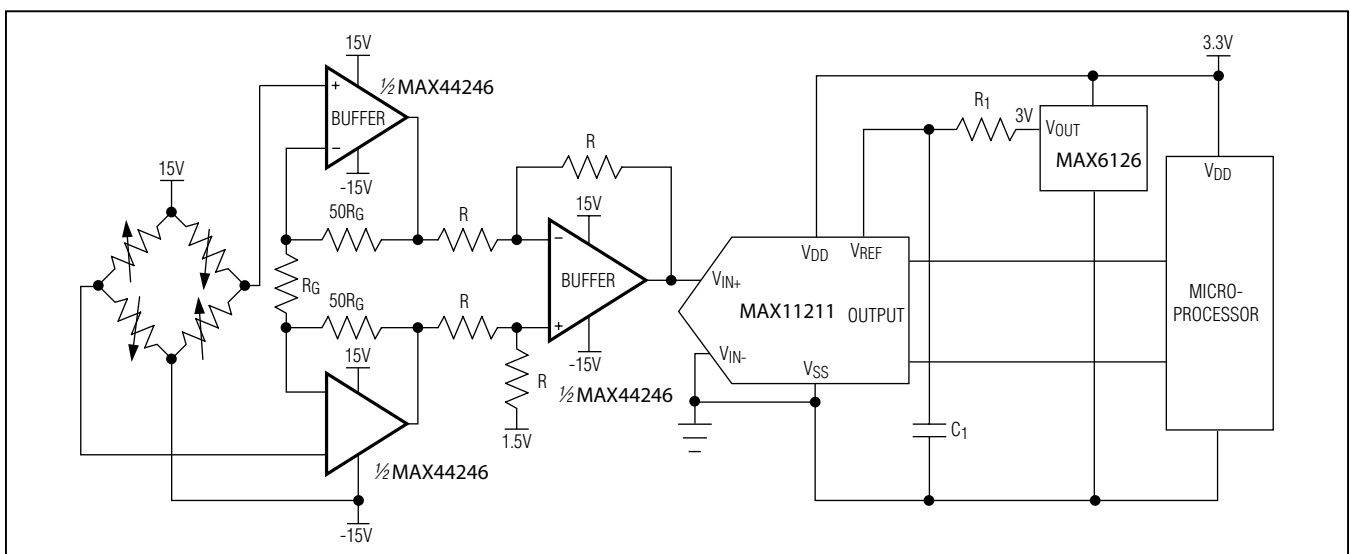 15V
½MAX44246
+
BUFFER
−
-15V
15V
50RG
RG
50RG
15V
½MAX44246
-15V
R
R
R
15V
−
BUFFER
+
-15V
R
1.5V
½MAX44246
VIN+
VDD
VREF
MAX11211
OUTPUT
VIN-
VSS
R1
3V
VOUT
MAX6126
3.3V
VDD
MICRO-
PROCESSOR
C1